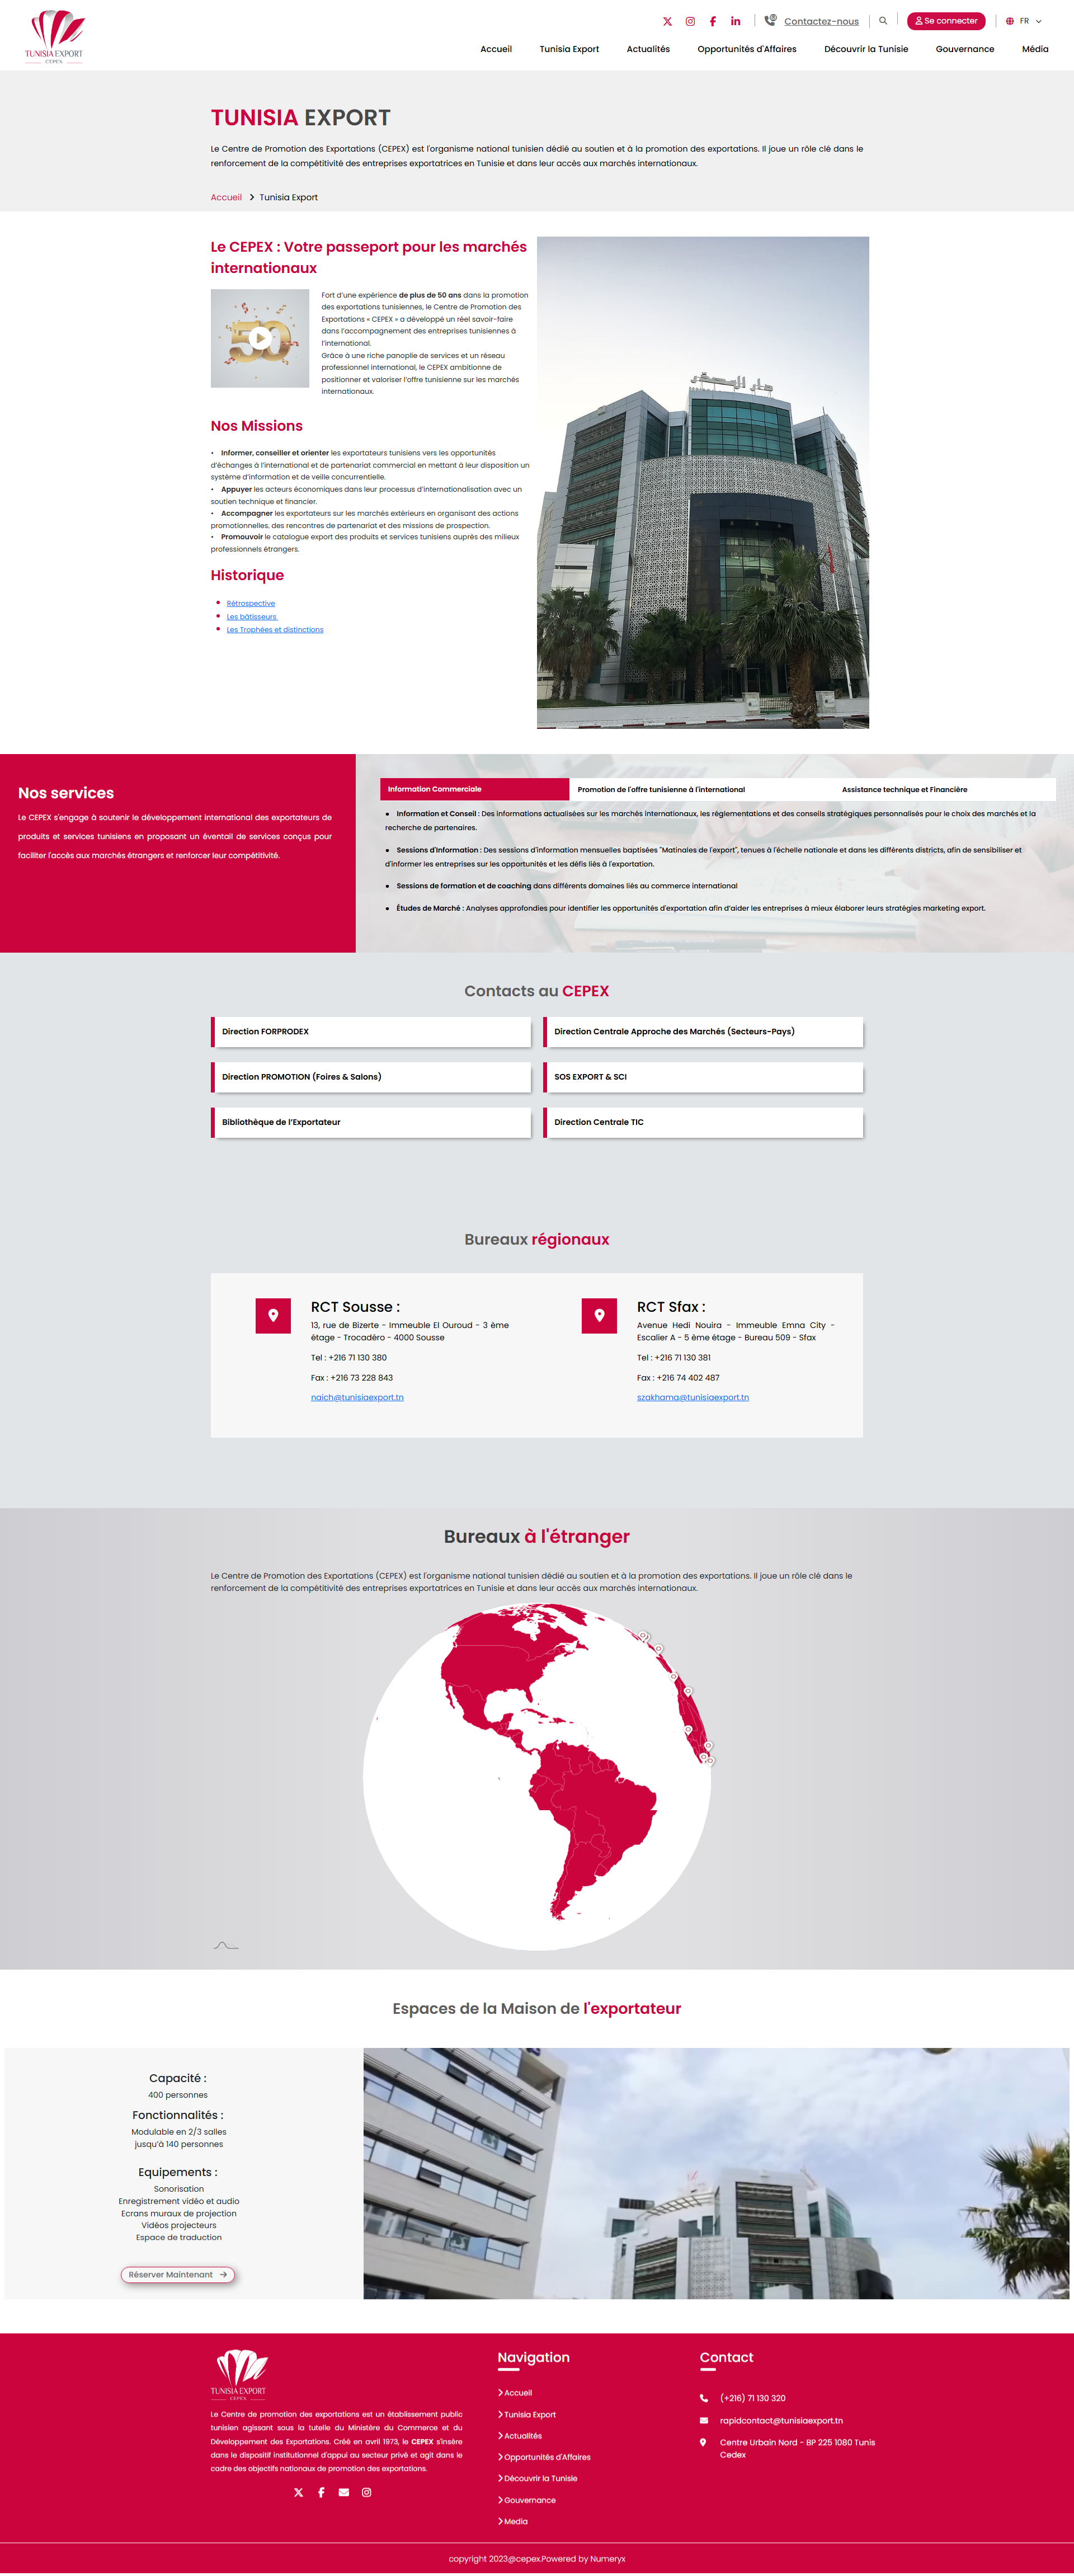 Contactez-nous
Se connecter
FR
TUNISIA EXPORT
CEPEX
Accueil
Tunisia Export
Actualités
Opportunités d'Affaires
Découvrir la Tunisie
Gouvernance
Média
TUNISIA EXPORT
Le Centre de Promotion des Exportations (CEPEX) est l'organisme national tunisien dédié au soutien et à la promotion des exportations. Il joue un rôle clé dans le
renforcement de la compétitivité des entreprises exportatrices en Tunisie et dans leur accès aux marchés internationaux.
Accueil > Tunisia Export
Le CEPEX : Votre passeport pour les marchés
internationaux
50
Fort d'une expérience de plus de 50 ans dans la promotion
des exportations tunisiennes, le Centre de Promotion des
Exportations « CEPEX » a développé un réel savoir-faire
dans l'accompagnement des entreprises tunisiennes à
l'international.
Grâce à une riche panoplie de services et un réseau
professionnel international, le CEPEX ambitionne de
positionner et valoriser l'offre tunisienne sur les marchés
internationaux.
دار المصدر
Nos Missions
• Informer, conseiller et orienter les exportateurs tunisiens vers les opportunités
d'échanges à l'international et de partenariat commercial en mettant à leur disposition un
système d'information et de veille concurrentielle.
• Appuyer les acteurs économiques dans leur processus d'internationalisation avec un
soutien technique et financier.
• Accompagner les exportateurs sur les marchés extérieurs en organisant des actions
promotionnelles, des rencontres de partenariat et des missions de prospection.
• Promouvoir le catalogue export des produits et services tunisiens auprès des milieux
professionnels étrangers.
Historique
• Rétrospective
• Les bâtisseurs
• Les Trophées et distinctions
Nos services
Le CEPEX s'engage à soutenir le développement international des exportateurs de
produits et services tunisiens en proposant un éventail de services conçus pour
faciliter l'accès aux marchés étrangers et renforcer leur compétitivité.
Information Commerciale
Promotion de l'offre tunisienne à l'international
Assistance technique et Financière
• Information et Conseil : Des informations actualisées sur les marchés internationaux, les réglementations et des conseils stratégiques personnalisés pour le choix des marchés et la
recherche de partenaires.
• Sessions d'Information : Des sessions d'information mensuelles baptisées "Matinales de l'export", tenues à l'échelle nationale et dans les différents districts, afin de sensibiliser et
d'informer les entreprises sur les opportunités et les défis liés à l'exportation.
• Sessions de formation et de coaching dans différents domaines liés au commerce international
• Études de Marché : Analyses approfondies pour identifier les opportunités d'exportation afin d'aider les entreprises à mieux élaborer leurs stratégies marketing export.
Contacts au CEPEX
Direction FORPRODEX
Direction Centrale Approche des Marchés (Secteurs-Pays)
Direction PROMOTION (Foires & Salons)
SOS EXPORT & SCI
Bibliothèque de l'Exportateur
Direction Centrale TIC
Bureaux régionaux
RCT Sousse :
13, rue de Bizerte - Immeuble El Ouroud - 3 ème
étage - Trocadéro - 4000 Sousse
Tel : +216 71 130 380
Fax : +216 73 228 843
naich@tunisiaexport.tn
RCT Sfax :
Avenue Hedi Nouira - Immeuble Emna City -
Escalier A - 5 ème étage - Bureau 509 - Sfax
Tel : +216 71 130 381
Fax : +216 74 402 487
szakhama@tunisiaexport.tn
Bureaux à l'étranger
Le Centre de Promotion des Exportations (CEPEX) est l'organisme national tunisien dédié au soutien et à la promotion des exportations. Il joue un rôle clé dans le
renforcement de la compétitivité des entreprises exportatrices en Tunisie et dans leur accès aux marchés internationaux.
Espaces de la Maison de l'exportateur
Capacité :
400 personnes
Fonctionnalités :
Modulable en 2/3 salles
jusqu'à 140 personnes
Equipements :
Sonorisation
Enregistrement vidéo et audio
Ecrans muraux de projection
Vidéos projecteurs
Espace de traduction
Réserver Maintenant
TUNISIA EXPORT
CEPEX
Le Centre de promotion des exportations est un établissement public
tunisien agissant sous la tutelle du Ministère du Commerce et du
Développement des Exportations. Créé en avril 1973, le CEPEX s'insère
dans le dispositif institutionnel d'appui au secteur privé et agit dans le
cadre des objectifs nationaux de promotion des exportations.
Navigation
Accueil
Tunisia Export
Actualités
Opportunités d'Affaires
Découvrir la Tunisie
Gouvernance
Media
Contact
(+216) 71 130 320
rapidcontact@tunisiaexport.tn
Centre Urbain Nord - BP 225 1080 Tunis
Cedex
copyright 2023@cepex.Powered by Numeryx